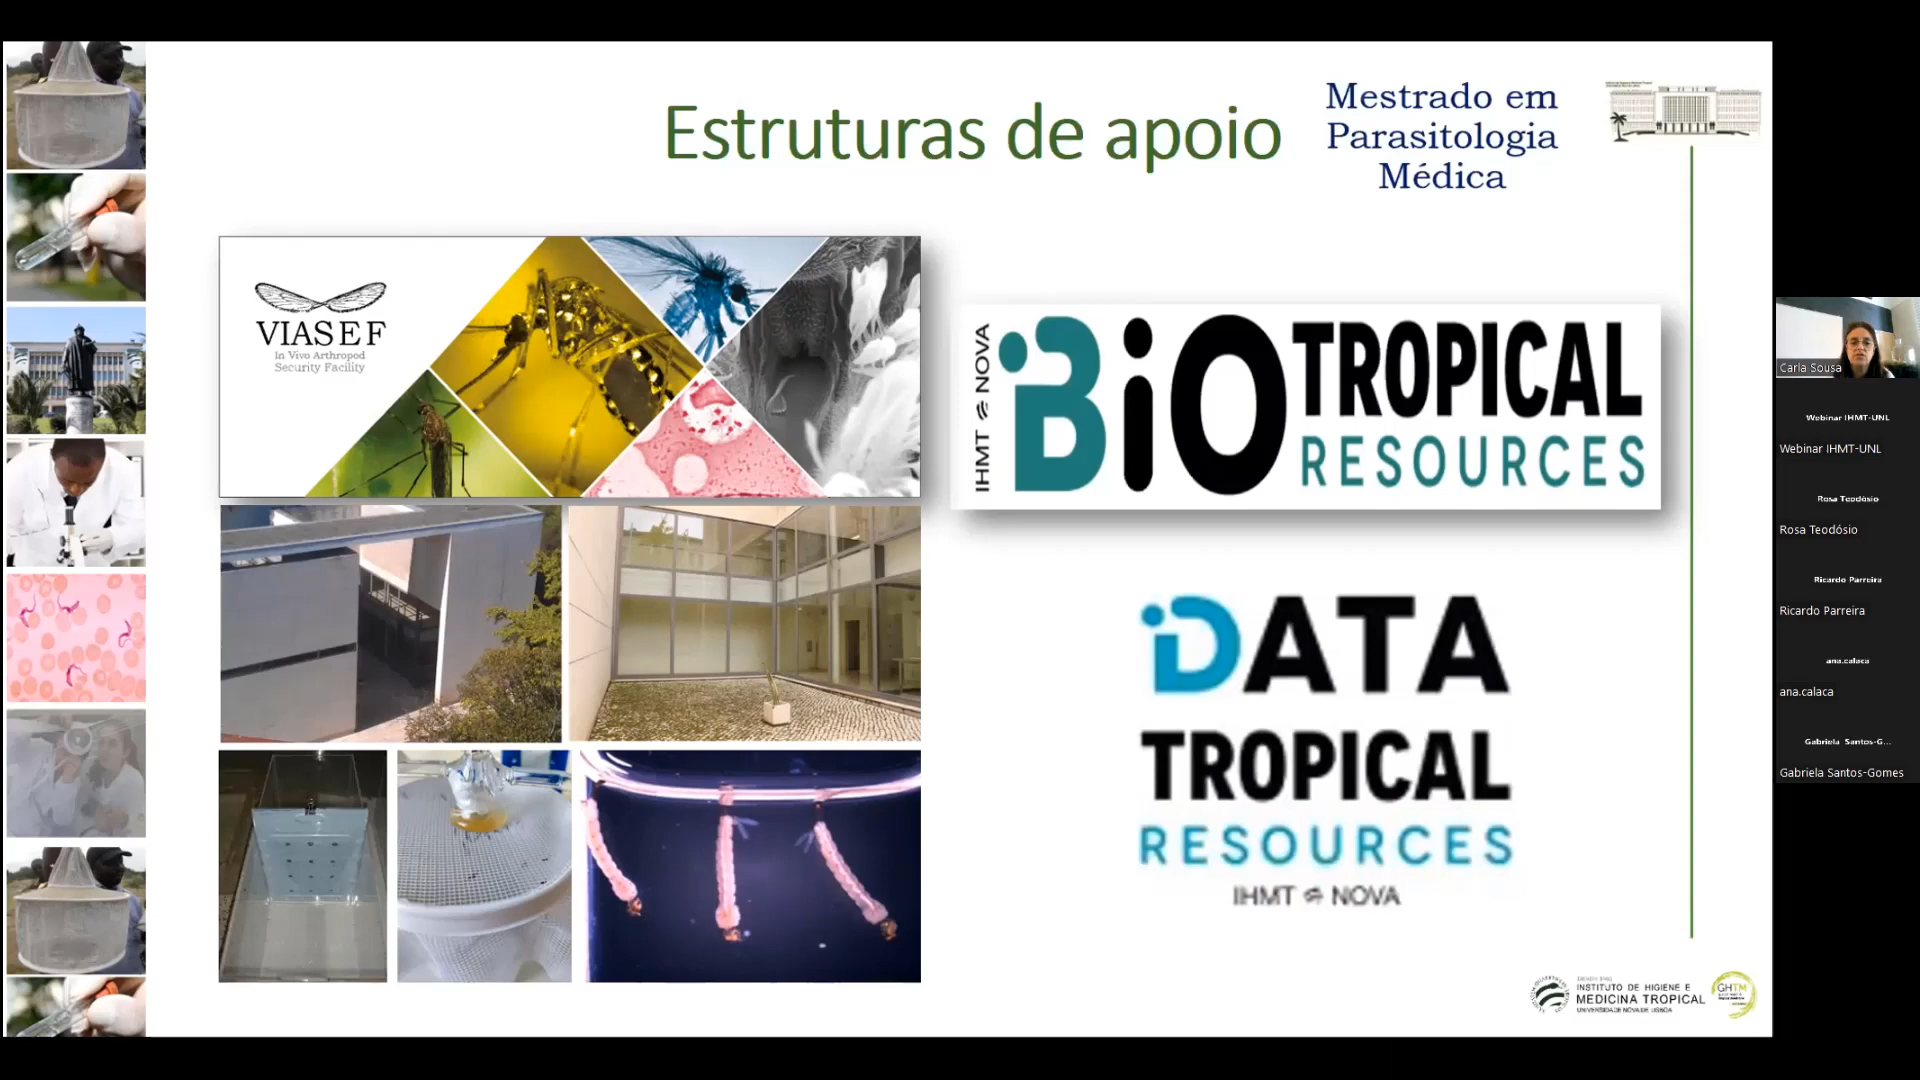 Estruturas de apoio
Mestrado em
Parasitologia
Médica
VIASEF
In Vivo Arthropod
Security Facility
IHMT NOVA
BiO TROPICAL
RESOURCES
DATA
TROPICAL
RESOURCES
IHMT NOVA
INSTITUTO DE HIGIENE E
MEDICINA TROPICAL
UNIVERSIDADE NOVA DE LISBOA
GHTM
Carla Sousa
Webinar IHMT-UNL
Webinar IHMT-UNL
Rosa Teodósio
Rosa Teodósio
Ricardo Parreira
Ricardo Parreira
ana.calaca
ana.calaca
Gabriela Santos-G...
Gabriela Santos-Gomes